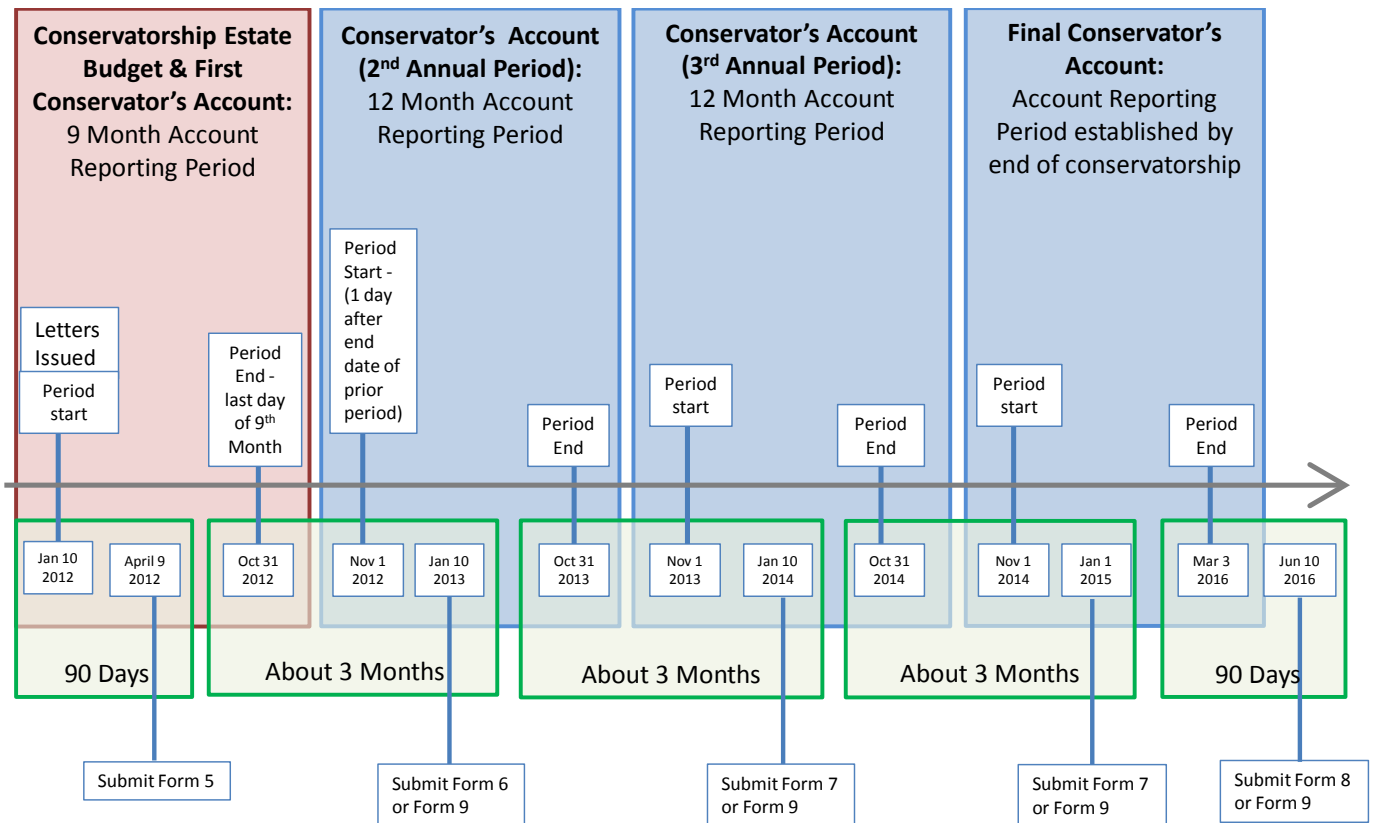 Conservatorship Estate
Budget & First
Conservator's Account:
9 Month Account
Reporting Period
Conservator's Account
(2nd Annual Period):
12 Month Account
Reporting Period
Conservator's Account
(3rd Annual Period):
12 Month Account
Reporting Period
Final Conservator's
Account:
Account Reporting
Period established by
end of conservatorship
Letters
Issued
Period
start
Period
End -
last day
of 9th
Month
Period
Start -
(1 day
after
end
date of
prior
period)
Period
End
Period
start
Period
End
Period
start
Period
End
Jan 10
2012
April 9
2012
Oct 31
2012
Nov 1
2012
Jan 10
2013
Oct 31
2013
Nov 1
2013
Jan 10
2014
Oct 31
2014
Nov 1
2014
Jan 1
2015
Mar 3
2016
Jun 10
2016
90 Days
About 3 Months
About 3 Months
About 3 Months
90 Days
Submit Form 5
Submit Form 6
or Form 9
Submit Form 7
or Form 9
Submit Form 7
or Form 9
Submit Form 8
or Form 9